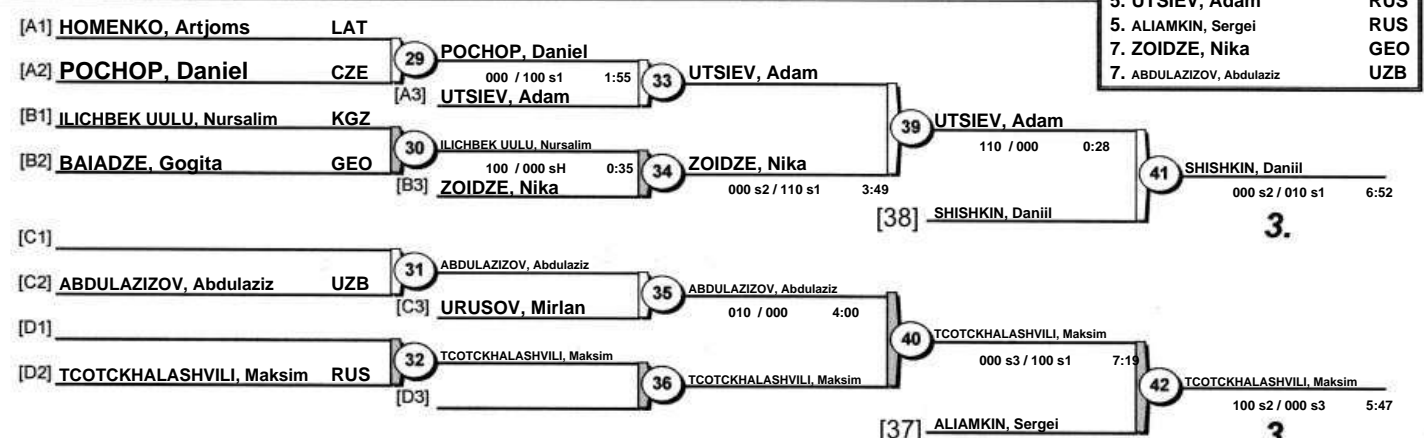 5. UTSIEV, Adam RUS
5. ALIAMKIN, Sergei RUS
7. ZOIDZE, Nika GEO
7. ABDULAZIZOV, Abdulaziz UZB
[A1] HOMENKO, Artjoms LAT
[A2] POCHOP, Daniel CZE
29
POCHOP, Daniel
000 / 100 s1 1:55
[A3] UTSIEV, Adam
33
UTSIEV, Adam
[B1] ILICHBEK UULU, Nursalim KGZ
[B2] BAIADZE, Gogita GEO
30
ILICHBEK UULU, Nursalim
100 / 000 sH 0:35
[B3] ZOIDZE, Nika
34
ZOIDZE, Nika
000 s2 / 110 s1 3:49
39
UTSIEV, Adam
110 / 000 0:28
[38] SHISHKIN, Daniil
41
SHISHKIN, Daniil
000 s2 / 010 s1 6:52
3.
[C1]
[C2] ABDULAZIZOV, Abdulaziz UZB
31
ABDULAZIZOV, Abdulaziz
[C3] URUSOV, Mirlan
35
ABDULAZIZOV, Abdulaziz
010 / 000 4:00
[D1]
[D2] TCOTCKHALASHVILI, Maksim RUS
32
TCOTCKHALASHVILI, Maksim
[D3]
36
TCOTCKHALASHVILI, Maksim
40
TCOTCKHALASHVILI, Maksim
000 s3 / 100 s1 7:19
[37] ALIAMKIN, Sergei
42
TCOTCKHALASHVILI, Maksim
100 s2 / 000 s3 5:47
3